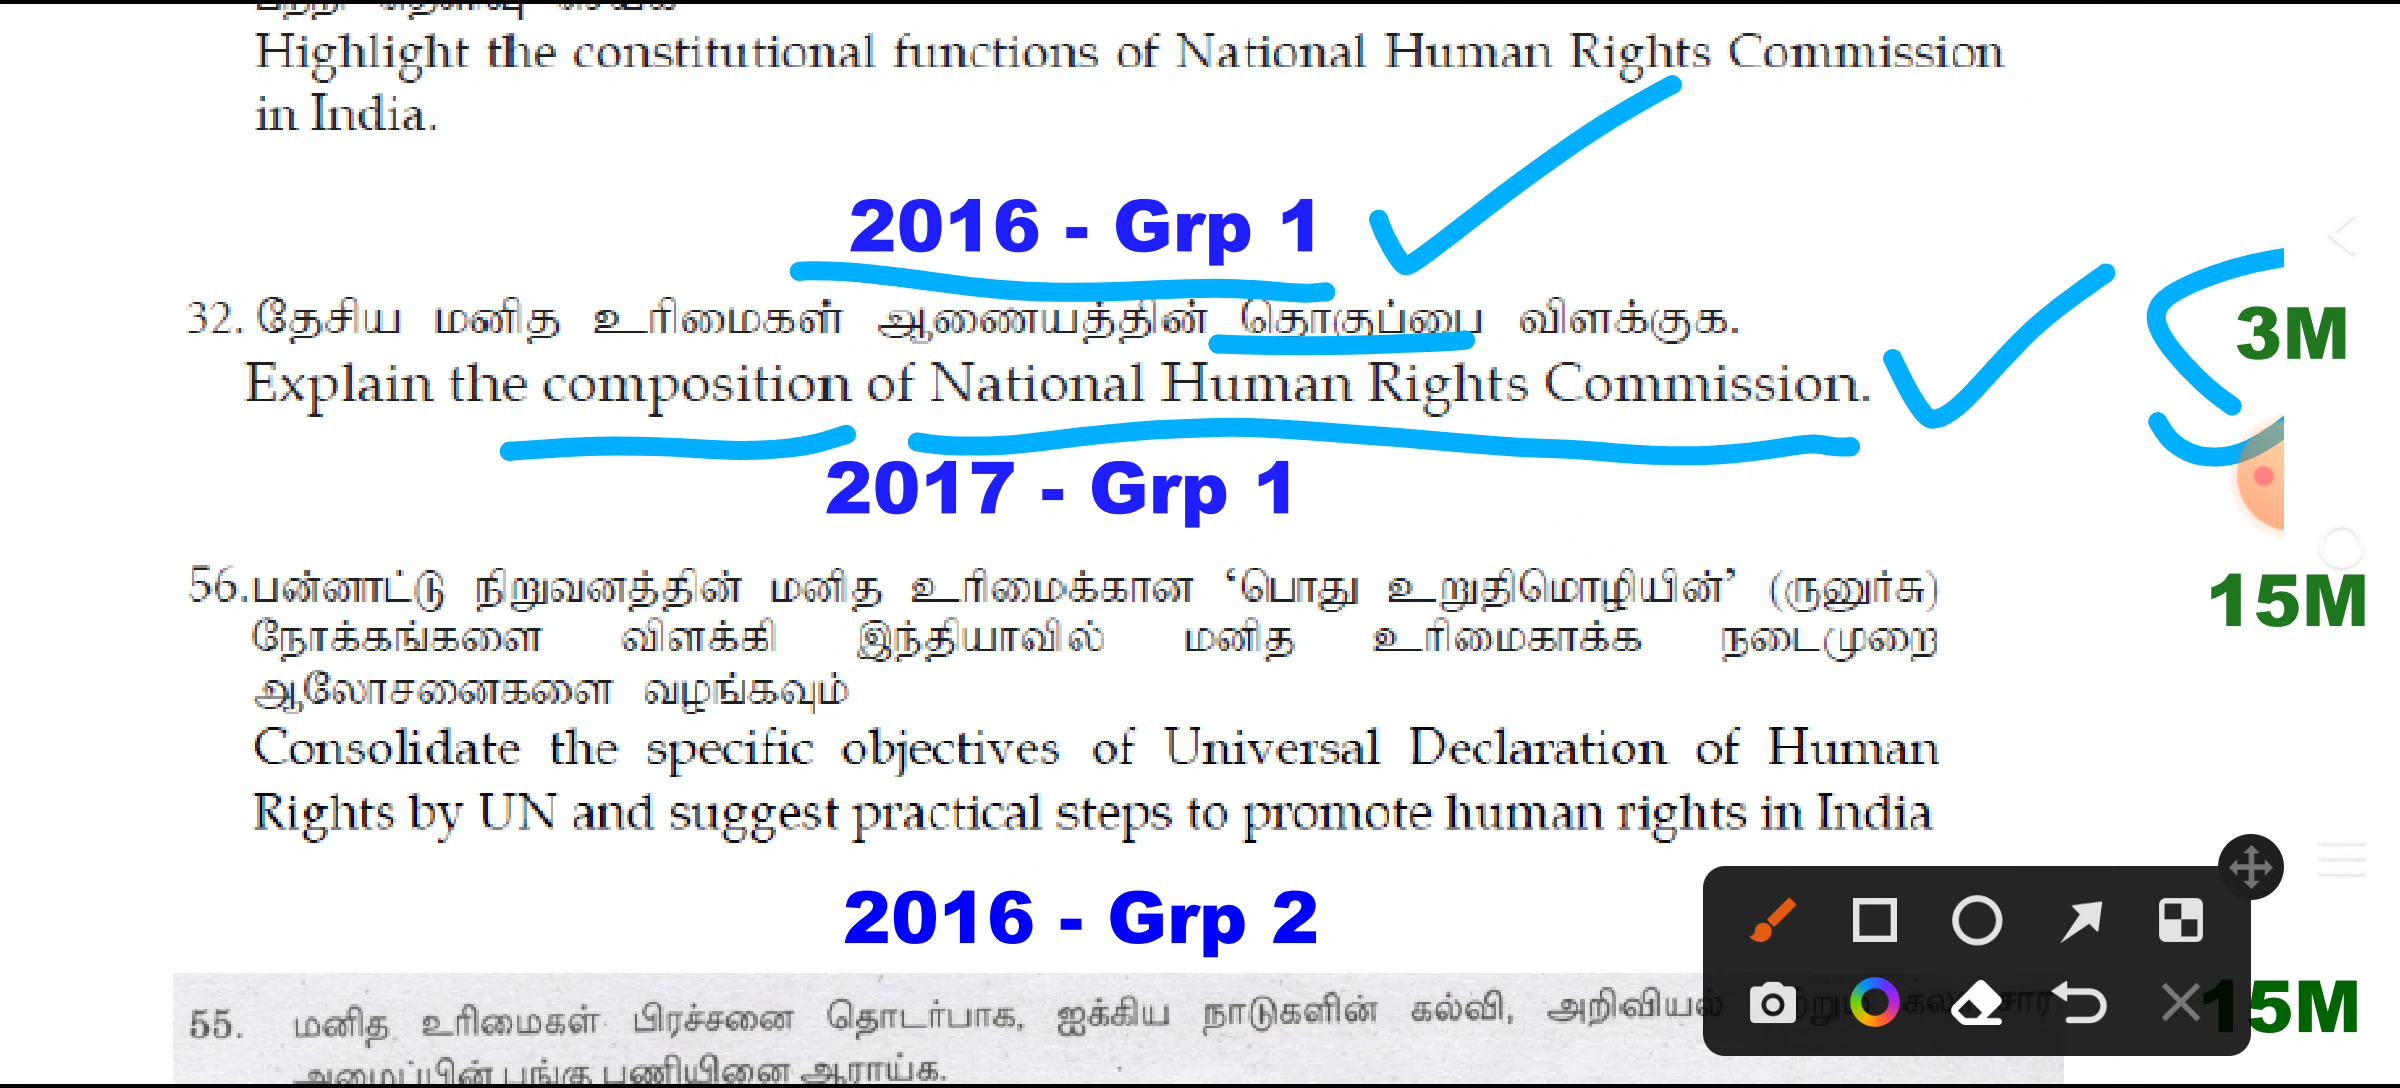 Highlight the constitutional functions of National Human Rights Commission
in India.
2016 - Grp 1
32. தேசிய மனித உரிமைகள் ஆணையத்தின் தொகுப்பை விளக்குக.
3M
Explain the composition of National Human Rights Commission.
2017 - Grp 1
56.பன்னாட்டு நிறுவனத்தின் மனித உரிமைக்கான ‘பொது உறுதிமொழியின்’ (ருனுர்சு)
15M
நோக்கங்களை விளக்கி இந்தியாவில் மனித உரிமைகாக்க நடைமுறை
ஆலோசனைகளை வழங்கவும்
Consolidate the specific objectives of Universal Declaration of Human
Rights by UN and suggest practical steps to promote human rights in India
2016 - Grp 2
55. மனித உரிமைகள் பிரச்சனை தொடர்பாக, ஐக்கிய நாடுகளின் கல்வி, அறிவியல்
15M
அமைப்பின் பங்கு பணியினை ஆராய்க.